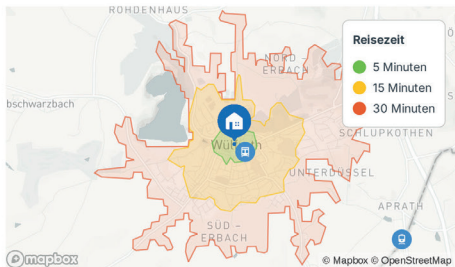 ROHDENHAUS
NORD –
ERBACH
Reisezeit
5 Minuten
15 Minuten
30 Minuten
bschwarzbach
SCHLUPKOTHEN
UNTERDÜSSEL
APRATH
SÜD –
ERBACH
mapbox
© Mapbox © OpenStreetMap